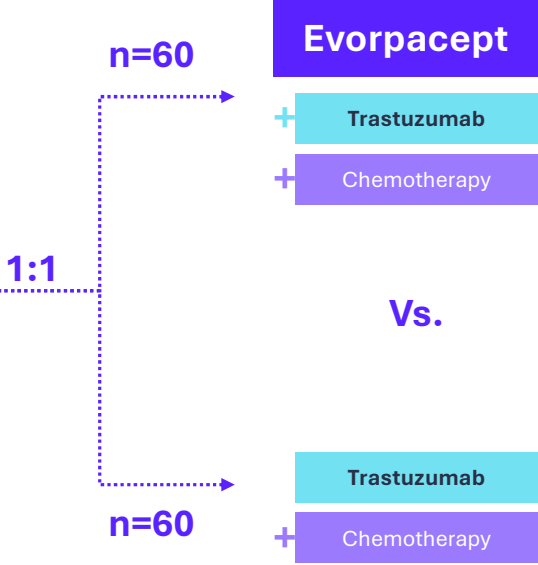 n=60
Evorpacept
+ Trastuzumab
+ Chemotherapy
1:1
Vs.
Trastuzumab
n=60
+ Chemotherapy